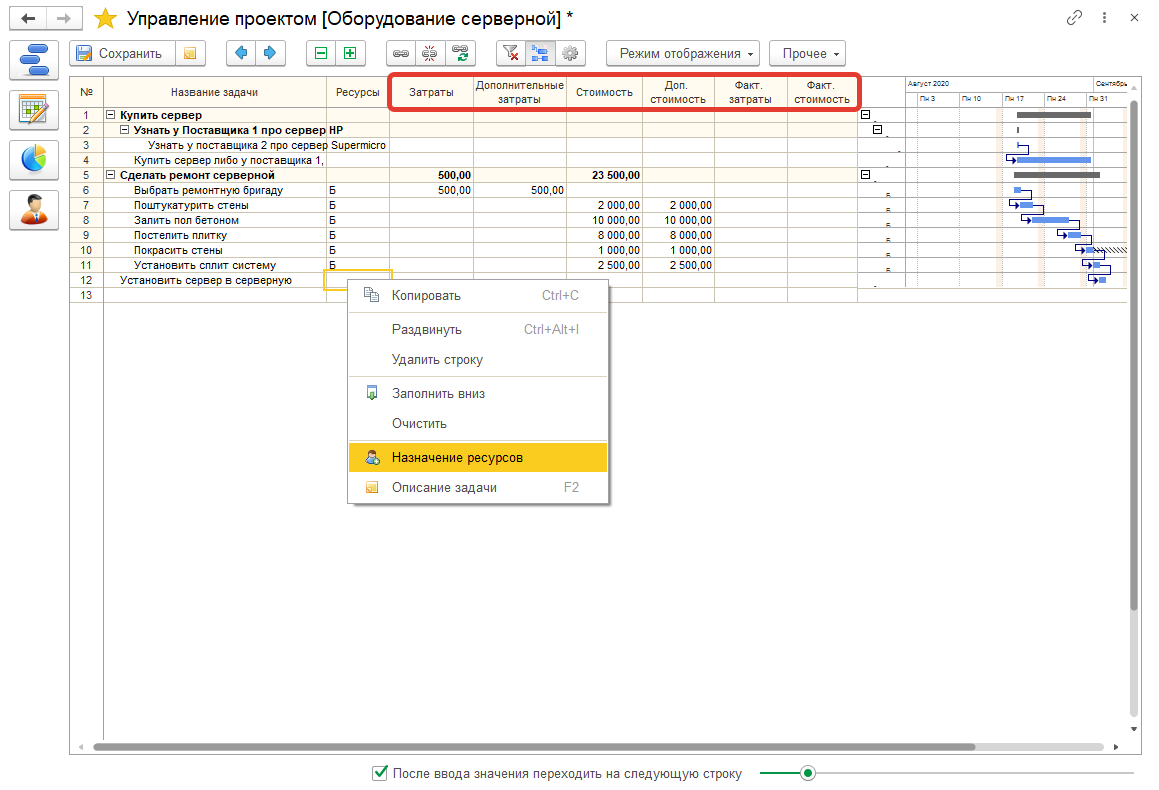 Управление проектом [Оборудование серверной] *
Сохранить
Режим отображения
Прочее
№ Название задачи Ресурсы Затраты Дополнительные затраты Стоимость Доп. стоимость Факт. затраты Факт. стоимость
Август 2020 Сентябрь
Пн 3 Пн 10 Пн 17 Пн 24 Пн 31
1 Купить сервер
2 Узнать у Поставщика 1 про сервер HP
3 Узнать у поставщика 2 про сервер Supermicro
4 Купить сервер либо у поставщика 1,
5 Сделать ремонт серверной 500,00 23 500,00
6 Выбрать ремонтную бригаду Б 500,00 500,00
7 Поштукатурить стены Б 2 000,00 2 000,00
8 Залить пол бетоном Б 10 000,00 10 000,00
9 Постелить плитку Б 8 000,00 8 000,00
10 Покрасить стены Б 1 000,00 1 000,00
11 Установить сплит систему Б 2 500,00 2 500,00
12 Установить сервер в серверную
13
Копировать Ctrl+C
Раздвинуть Ctrl+Alt+I
Удалить строку
Заполнить вниз
Очистить
Назначение ресурсов
Описание задачи F2
После ввода значения переходить на следующую строку